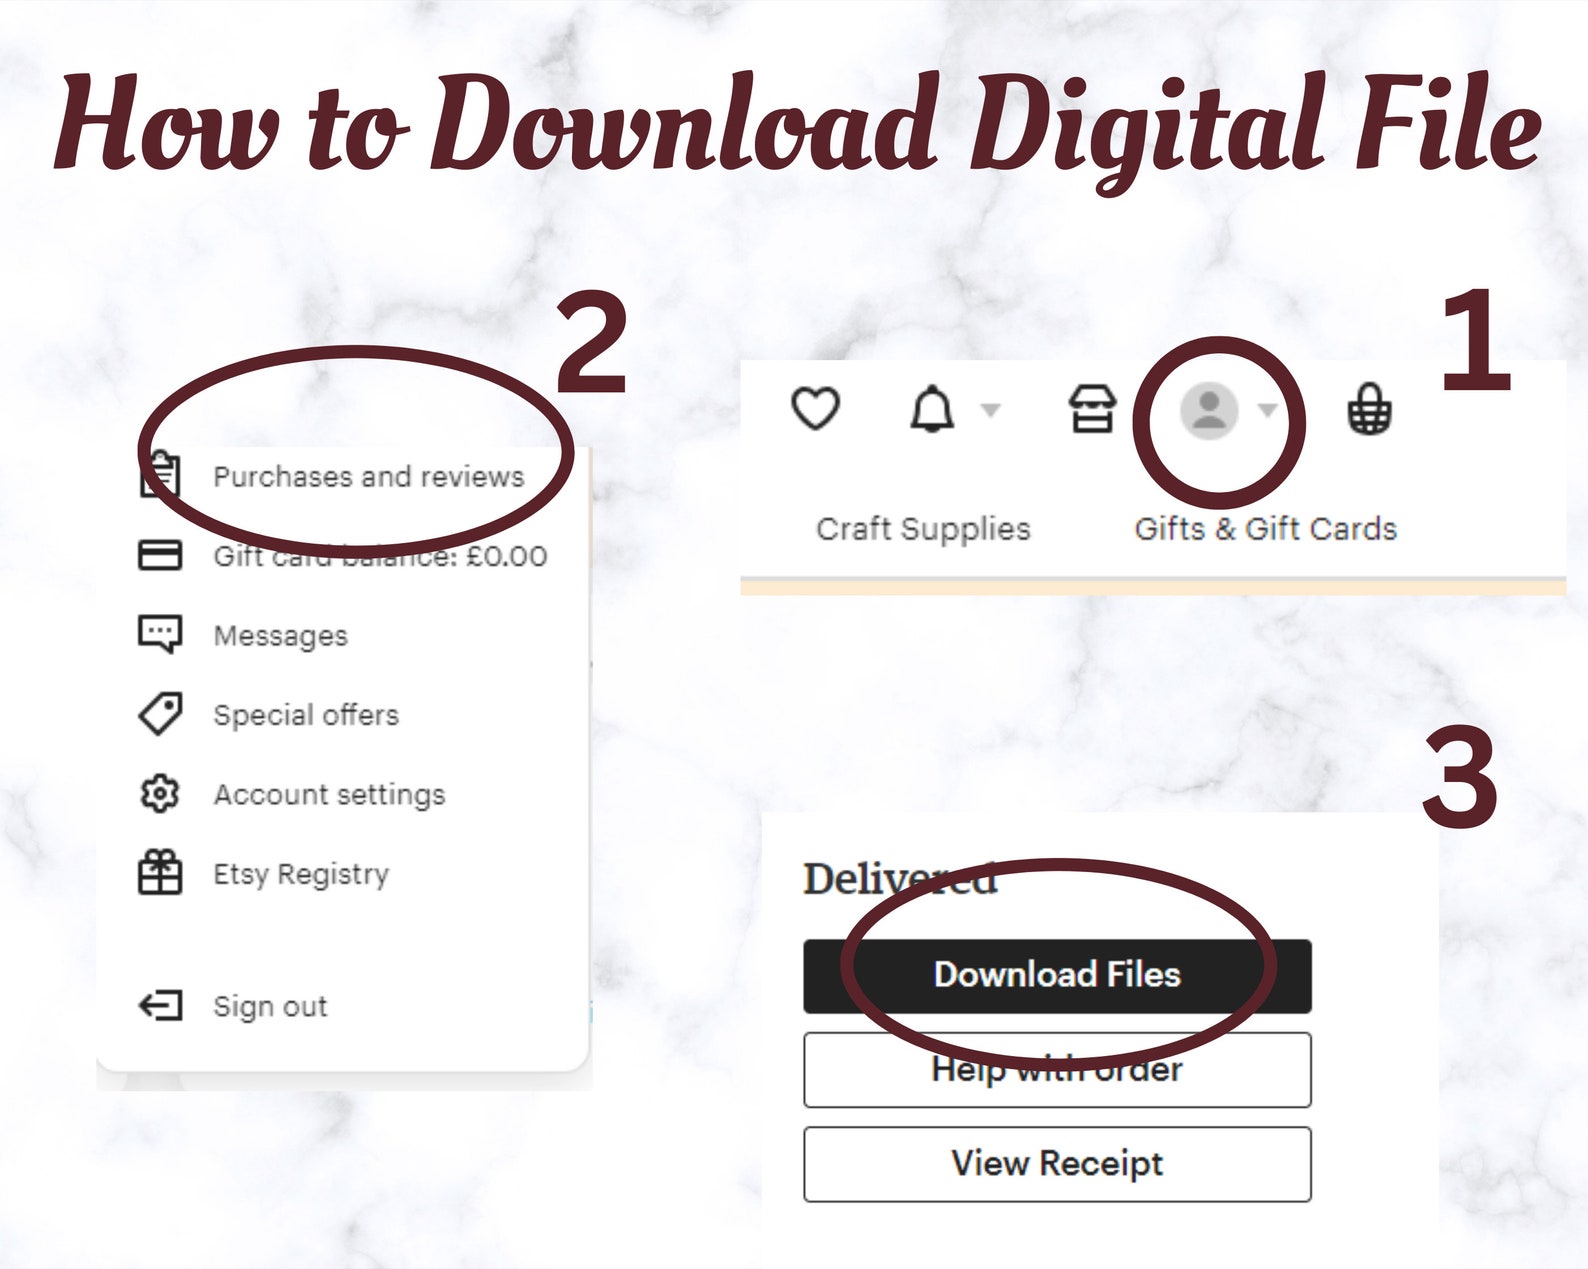 How to Download Digital File
2
Purchases and reviews
Gift card balance: £0.00
Messages
Special offers
Account settings
Etsy Registry
Sign out
1
Craft Supplies
Gifts & Gift Cards
3
Delivered
Download Files
Help with order
View Receipt